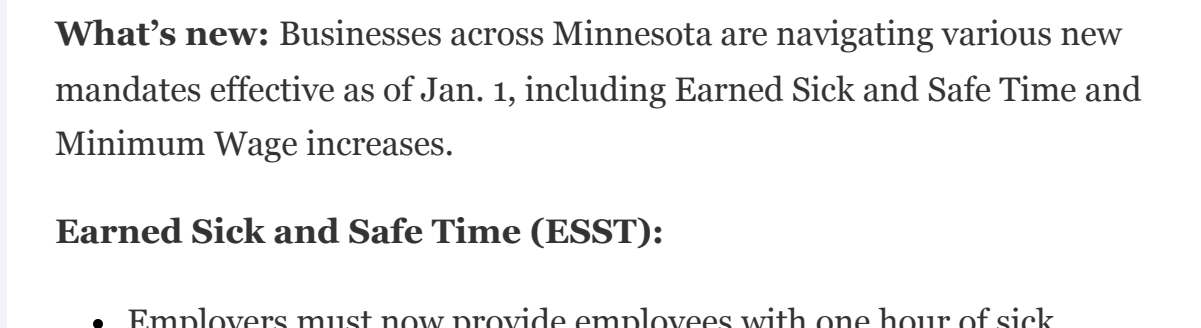 What’s new: Businesses across Minnesota are navigating various new
mandates effective as of Jan. 1, including Earned Sick and Safe Time and
Minimum Wage increases.
Earned Sick and Safe Time (ESST):
• Employers must now provide employees with one hour of sick